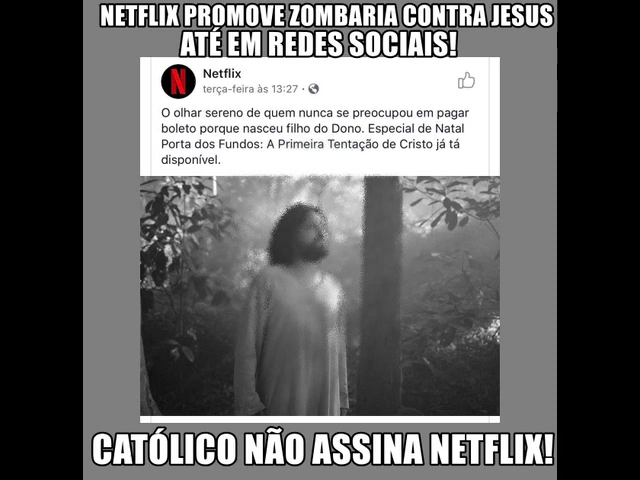 NETFLIX PROMOVE ZOMBARIA CONTRA JESUS
ATÉ EM REDES SOCIAIS!
Netflix
terça-feira às 13:27 ·
O olhar sereno de quem nunca se preocupou em pagar
boleto porque nasceu filho do Dono. Especial de Natal
Porta dos Fundos: A Primeira Tentação de Cristo já tá
disponível.
CATÓLICO NÃO ASSINA NETFLIX!